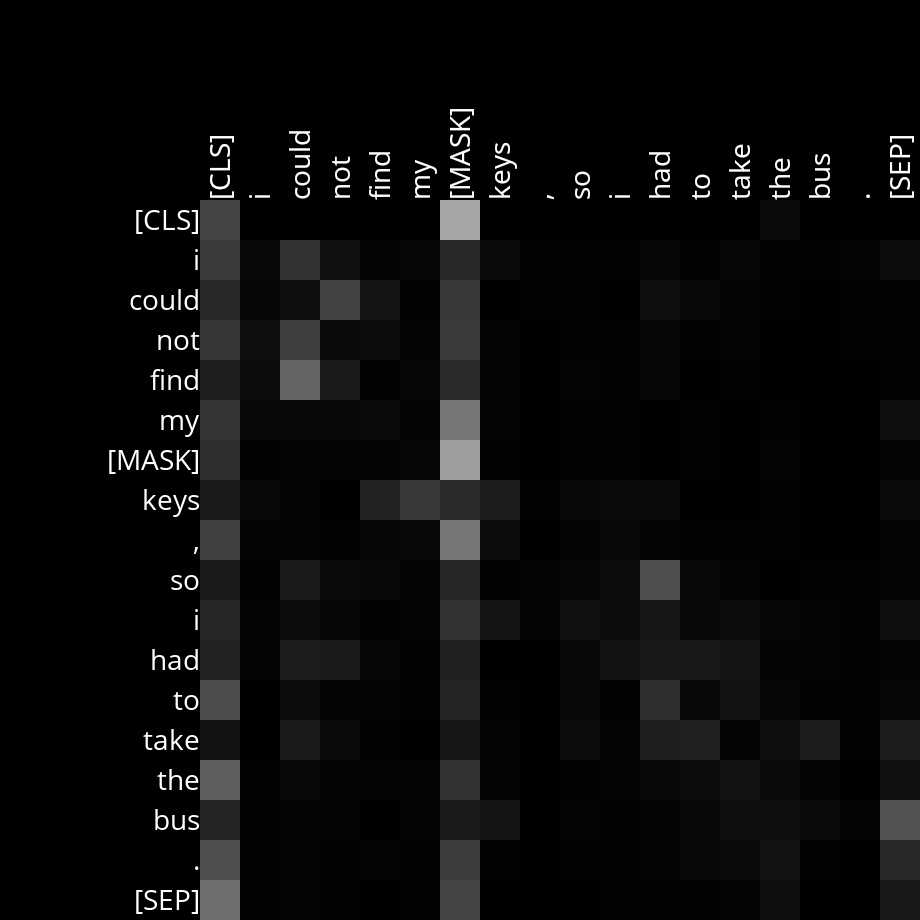 [CLS] i could not find my [MASK] keys , so i had to take the bus . [SEP]
[CLS]
i
could
not
find
my
[MASK]
keys
,
so
i
had
to
take
the
bus
.
[SEP]